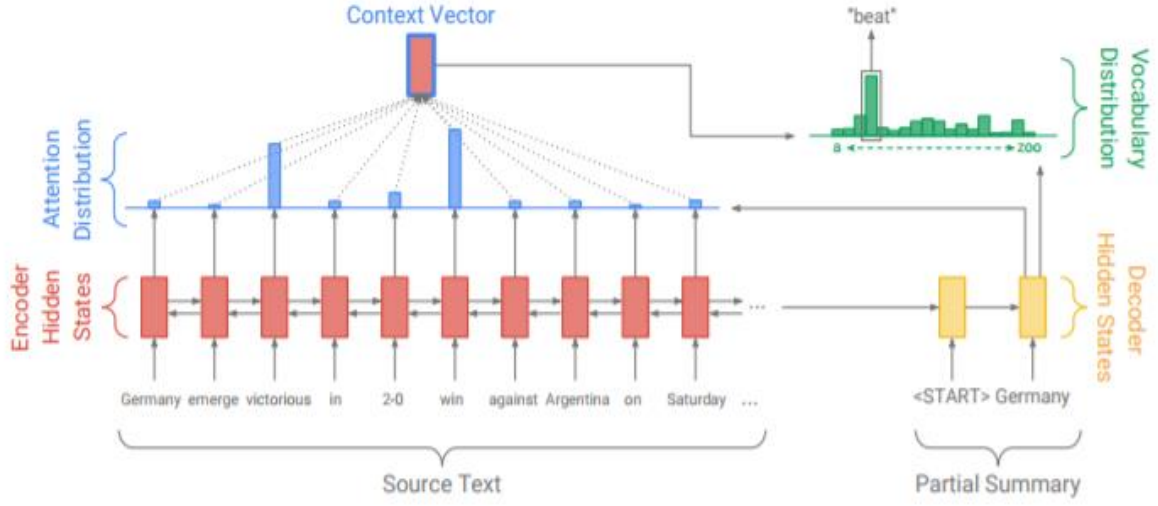 Context Vector
"beat"
Vocabulary
Distribution
a
zoo
Attention
Distribution
Encoder
Hidden
States
...
Decoder
Hidden States
Germany emerge victorious in 2-0 win against Argentina on Saturday ...
<START> Germany
Source Text
Partial Summary